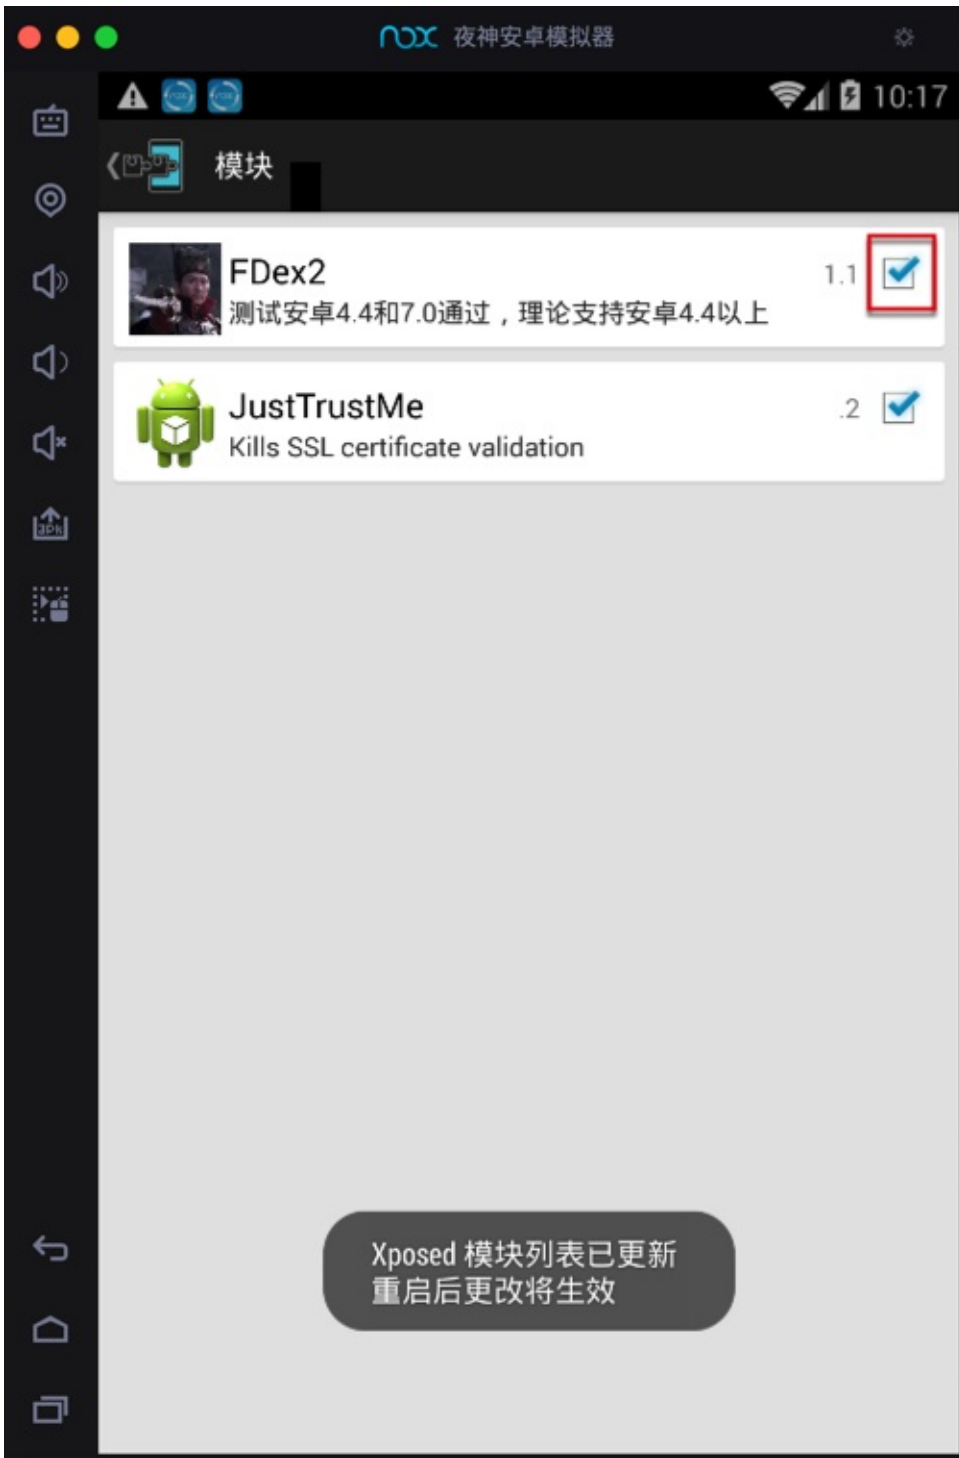 nox 夜神安卓模拟器
10:17
模块
FDex2
1.1
测试安卓4.4和7.0通过，理论支持安卓4.4以上
JustTrustMe
.2
Kills SSL certificate validation
Xposed 模块列表已更新
重启后更改将生效